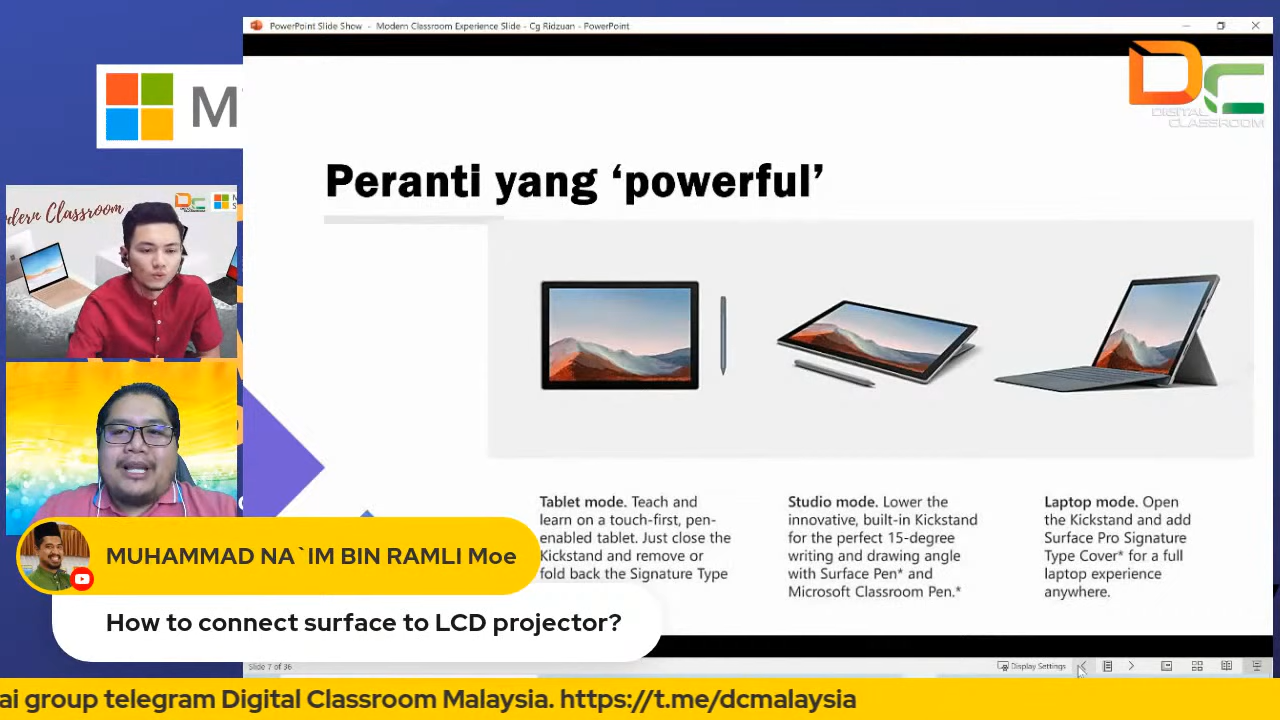 PowerPoint Slide Show - Modern Classroom Experience Slide - Cg Ridzuan - PowerPoint
DC
DIGITAL
CLASSROOM
dern Classroom
Peranti yang ‘powerful’
Tablet mode. Teach and
learn on a touch-first, pen-
enabled tablet. Just close the
Kickstand and remove or
fold back the Signature Type
Studio mode. Lower the
innovative, built-in Kickstand
for the perfect 15-degree
writing and drawing angle
with Surface Pen* and
Microsoft Classroom Pen.*
Laptop mode. Open
the Kickstand and add
Surface Pro Signature
Type Cover* for a full
laptop experience
anywhere.
MUHAMMAD NA`IM BIN RAMLI Moe
How to connect surface to LCD projector?
Slide 7 of 36
Display Settings
ai group telegram Digital Classroom Malaysia. https://t.me/dcmalaysia